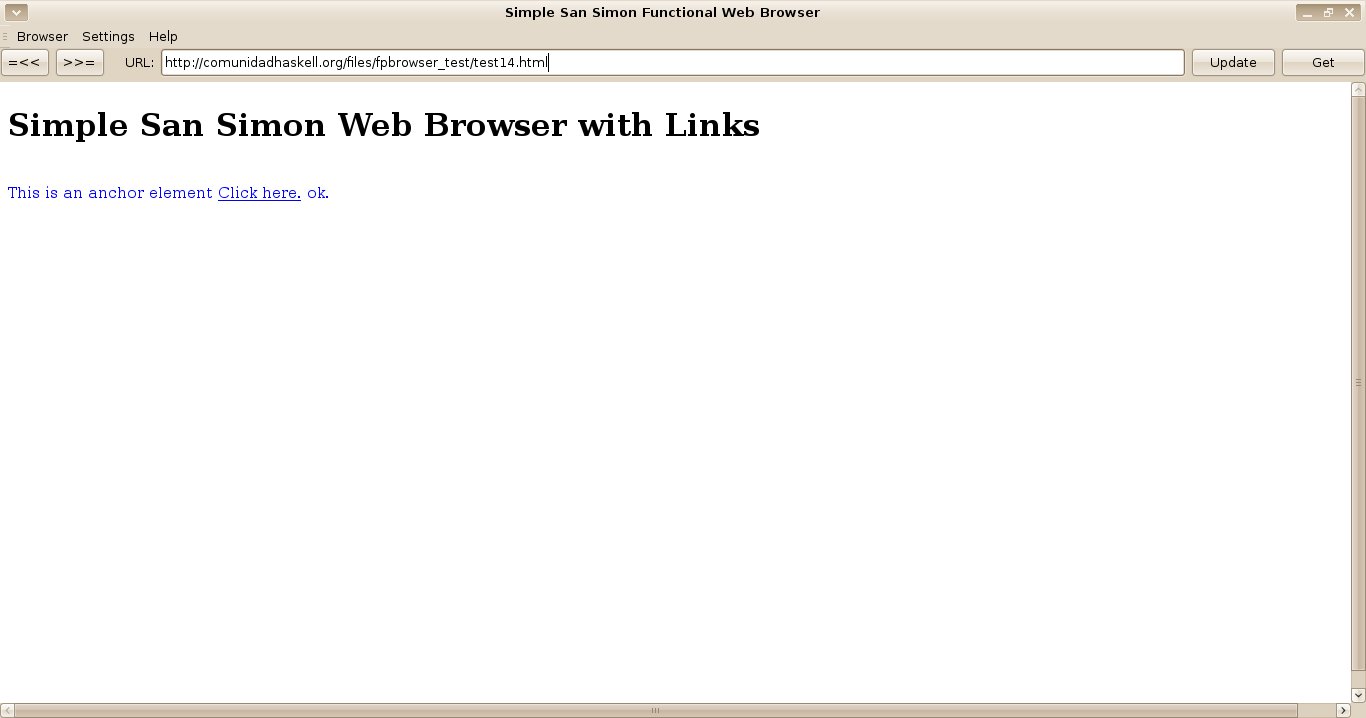 Simple San Simon Functional Web Browser
Browser Settings Help
=<< >>= URL: http://comunidadhaskell.org/files/fpbrowser_test/test14.html Update Get
Simple San Simon Web Browser with Links
This is an anchor element Click here. ok.